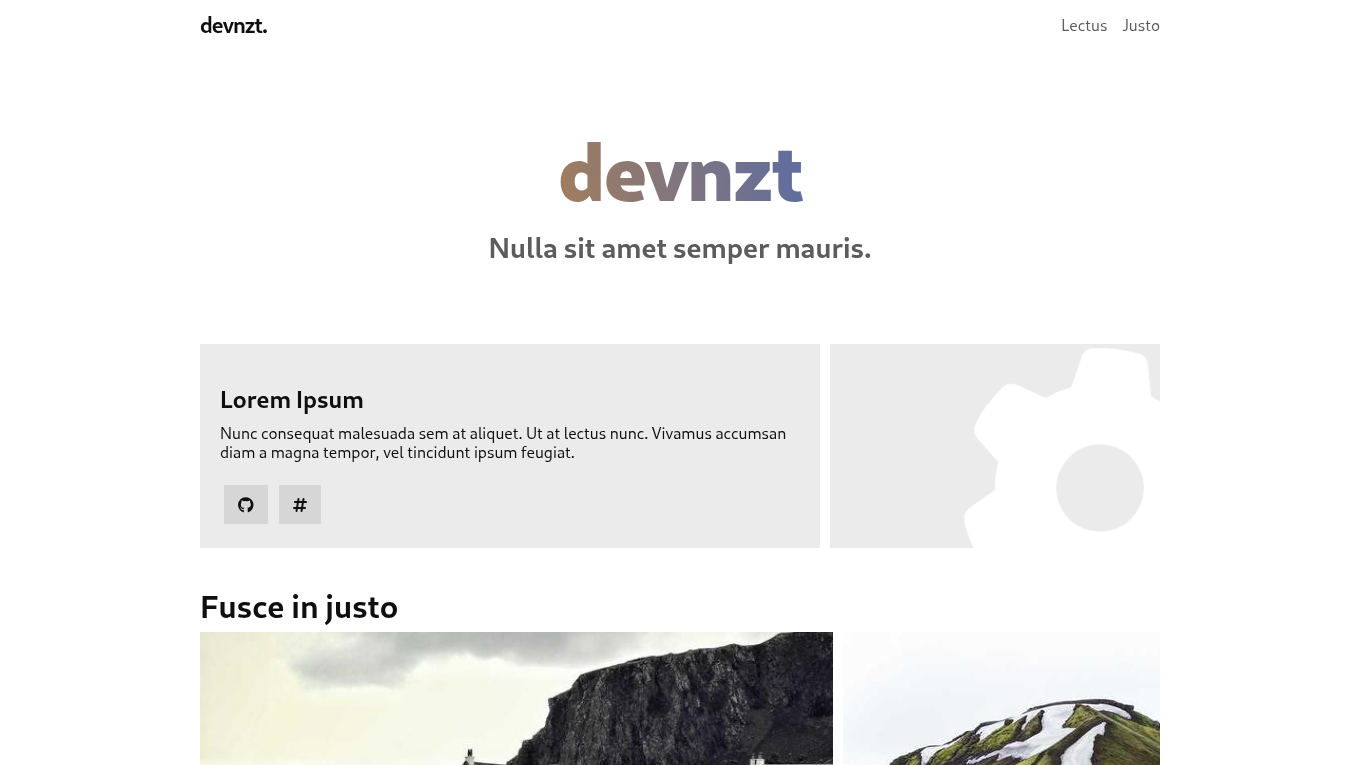 devnzt.
Lectus Justo
devnzt
Nulla sit amet semper mauris.
Lorem Ipsum
Nunc consequat malesuada sem at aliquet. Ut at lectus nunc. Vivamus accumsan
diam a magna tempor, vel tincidunt ipsum feugiat.
#
Fusce in justo